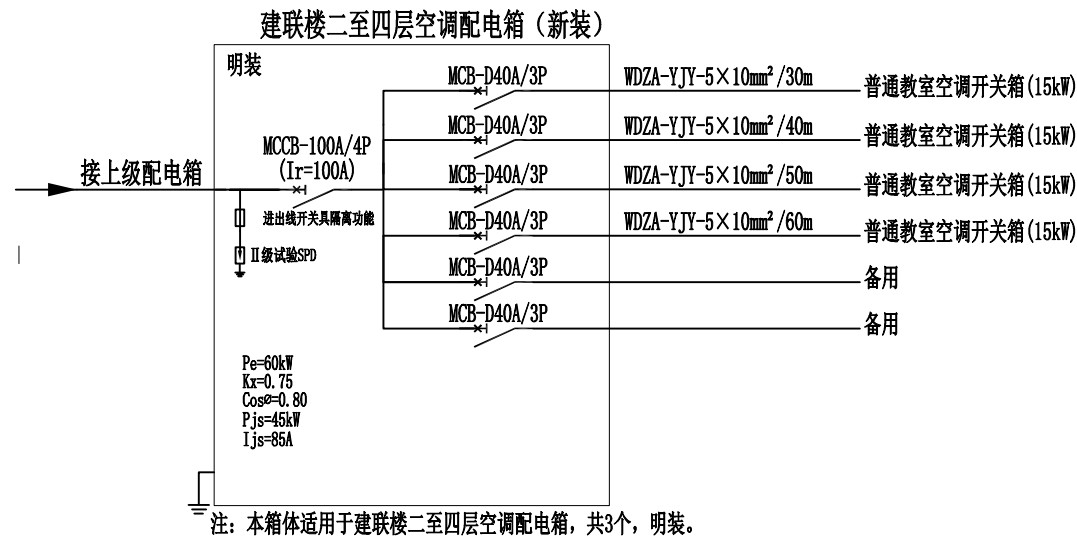 建联楼二至四层空调配电箱（新装）
明装
MCB-D40A/3P
WDZA-YJY-5×10mm²/30m
普通教室空调开关箱(15kW)
MCB-D40A/3P
WDZA-YJY-5×10mm²/40m
普通教室空调开关箱(15kW)
MCCB-100A/4P
(Ir=100A)
接上级配电箱
MCB-D40A/3P
WDZA-YJY-5×10mm²/50m
普通教室空调开关箱(15kW)
进出线开关具隔离功能
MCB-D40A/3P
WDZA-YJY-5×10mm²/60m
普通教室空调开关箱(15kW)
II级试验SPD
MCB-D40A/3P
备用
MCB-D40A/3P
备用
Pe=60kW
Kx=0.75
Cosø=0.80
Pjs=45kW
Ijs=85A
注：本箱体适用于建联楼二至四层空调配电箱，共3个，明装。